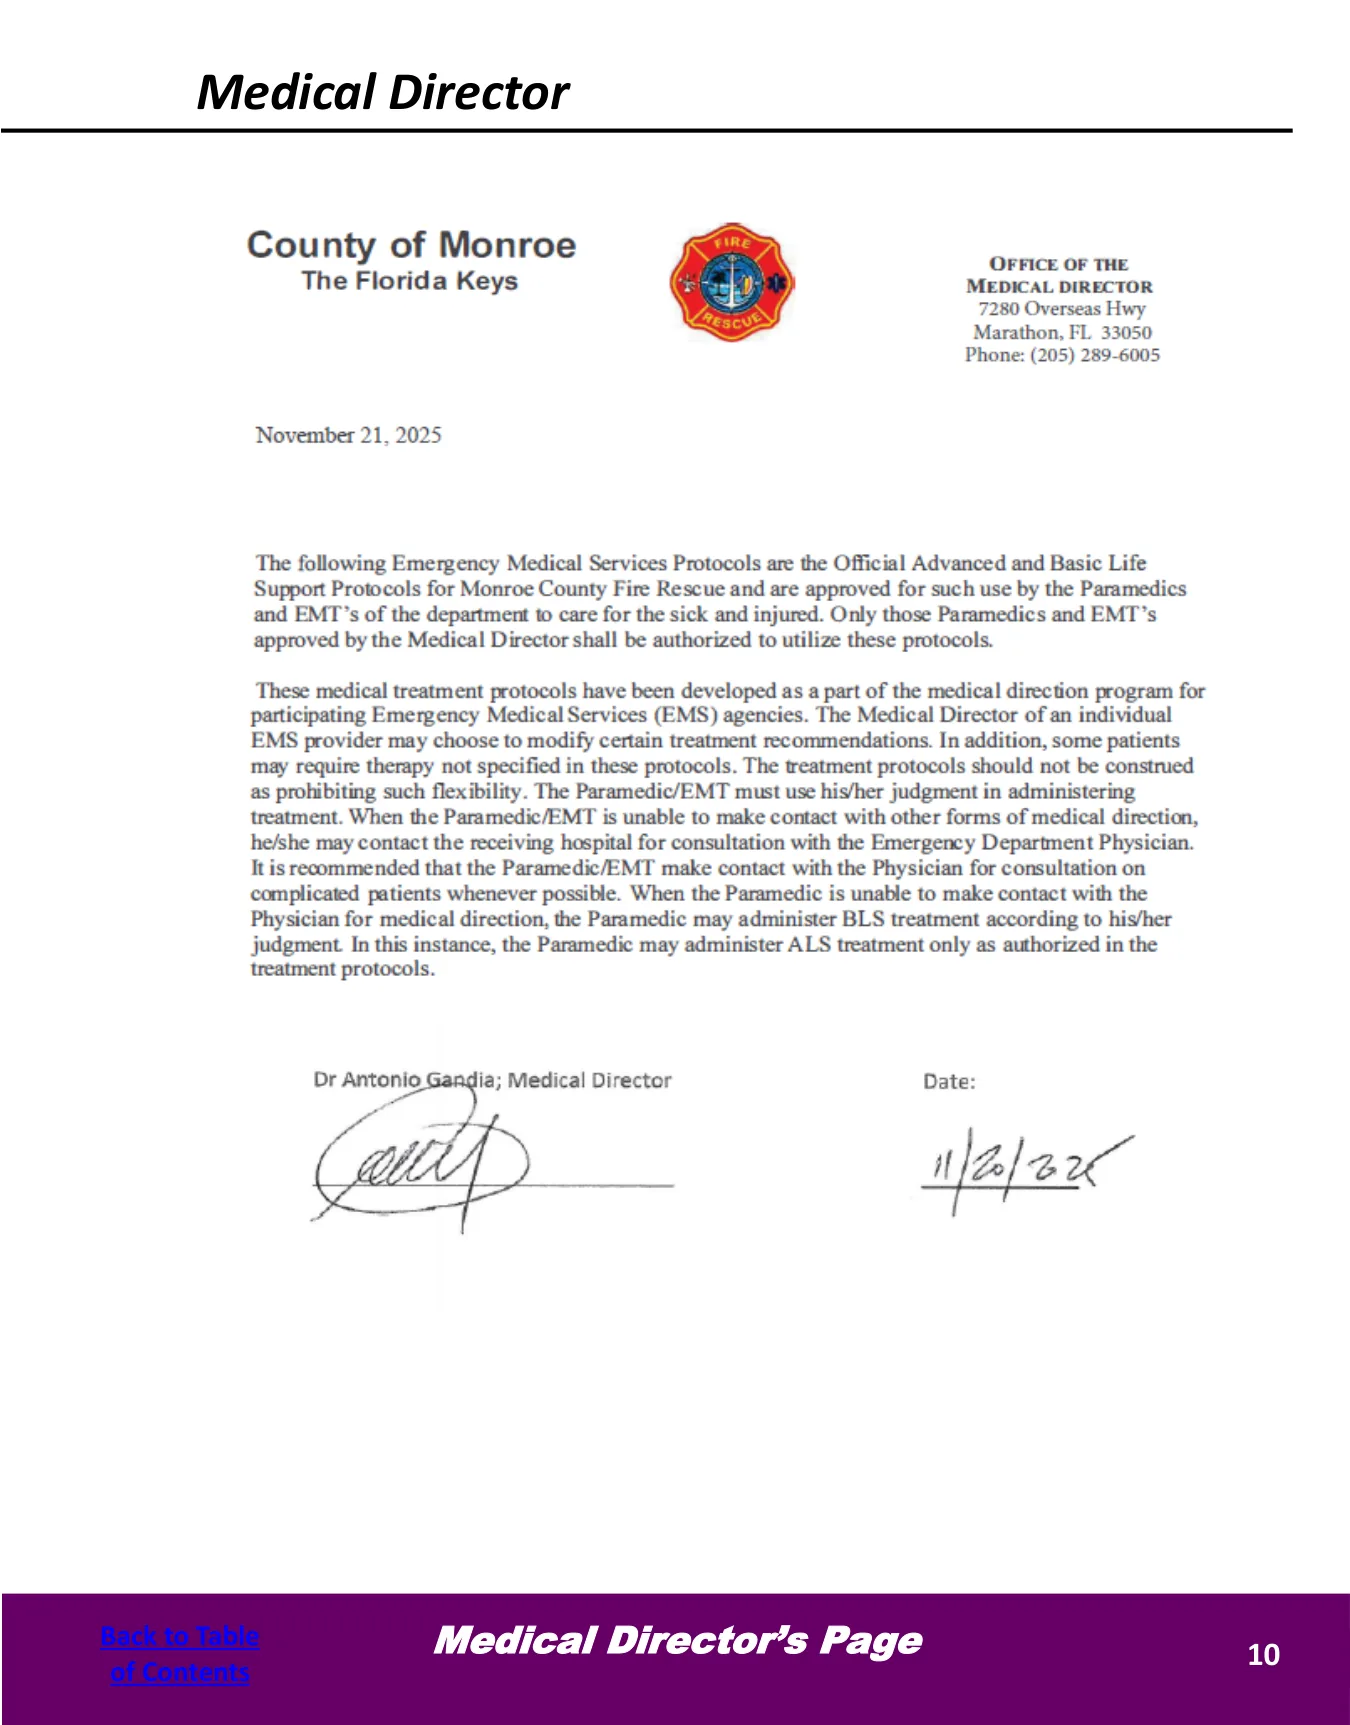 Medical Director
County of Monroe
The Florida Keys
FIRE
RESCUE
OFFICE OF THE
MEDICAL DIRECTOR
7280 Overseas Hwy
Marathon, FL 33050
Phone: (205) 289-6005
November 21, 2025
The following Emergency Medical Services Protocols are the Official Advanced and Basic Life
Support Protocols for Monroe County Fire Rescue and are approved for such use by the Paramedics
and EMT’s of the department to care for the sick and injured. Only those Paramedics and EMT’s
approved by the Medical Director shall be authorized to utilize these protocols.
These medical treatment protocols have been developed as a part of the medical direction program for
participating Emergency Medical Services (EMS) agencies. The Medical Director of an individual
EMS provider may choose to modify certain treatment recommendations. In addition, some patients
may require therapy not specified in these protocols. The treatment protocols should not be construed
as prohibiting such flexibility. The Paramedic/EMT must use his/her judgment in administering
treatment. When the Paramedic/EMT is unable to make contact with other forms of medical direction,
he/she may contact the receiving hospital for consultation with the Emergency Department Physician.
It is recommended that the Paramedic/EMT make contact with the Physician for consultation on
complicated patients whenever possible. When the Paramedic is unable to make contact with the
Physician for medical direction, the Paramedic may administer BLS treatment according to his/her
judgment. In this instance, the Paramedic may administer ALS treatment only as authorized in the
treatment protocols.
Dr Antonio Gandia; Medical Director
Date:
11/20/2025
Back to Table
of Contents
Medical Director’s Page
10